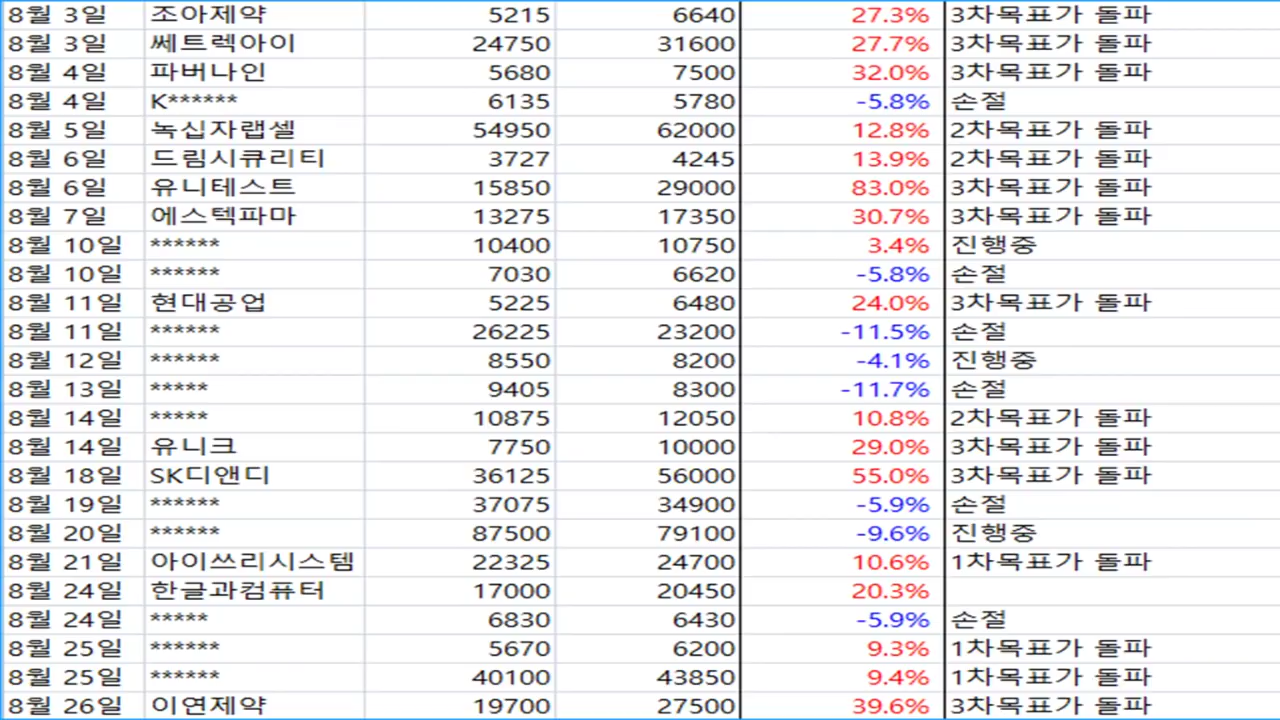 8월 3일 조아제약 5215 6640 27.3% 3차목표가 돌파
8월 3일 쎄트렉아이 24750 31600 27.7% 3차목표가 돌파
8월 4일 파버나인 5680 7500 32.0% 3차목표가 돌파
8월 4일 K****** 6135 5780 -5.8% 손절
8월 5일 녹십자랩셀 54950 62000 12.8% 2차목표가 돌파
8월 6일 드림시큐리티 3727 4245 13.9% 2차목표가 돌파
8월 6일 유니테스트 15850 29000 83.0% 3차목표가 돌파
8월 7일 에스텍파마 13275 17350 30.7% 3차목표가 돌파
8월 10일 ****** 10400 10750 3.4% 진행중
8월 10일 ****** 7030 6620 -5.8% 손절
8월 11일 현대공업 5225 6480 24.0% 3차목표가 돌파
8월 11일 ****** 26225 23200 -11.5% 손절
8월 12일 ****** 8550 8200 -4.1% 진행중
8월 13일 ***** 9405 8300 -11.7% 손절
8월 14일 ***** 10875 12050 10.8% 2차목표가 돌파
8월 14일 유니크 7750 10000 29.0% 3차목표가 돌파
8월 18일 SK디앤디 36125 56000 55.0% 3차목표가 돌파
8월 19일 ****** 37075 34900 -5.9% 손절
8월 20일 ****** 87500 79100 -9.6% 진행중
8월 21일 아이쓰리시스템 22325 24700 10.6% 1차목표가 돌파
8월 24일 한글과컴퓨터 17000 20450 20.3%
8월 24일 ***** 6830 6430 -5.9% 손절
8월 25일 ****** 5670 6200 9.3% 1차목표가 돌파
8월 25일 ****** 40100 43850 9.4% 1차목표가 돌파
8월 26일 이연제약 19700 27500 39.6% 3차목표가 돌파